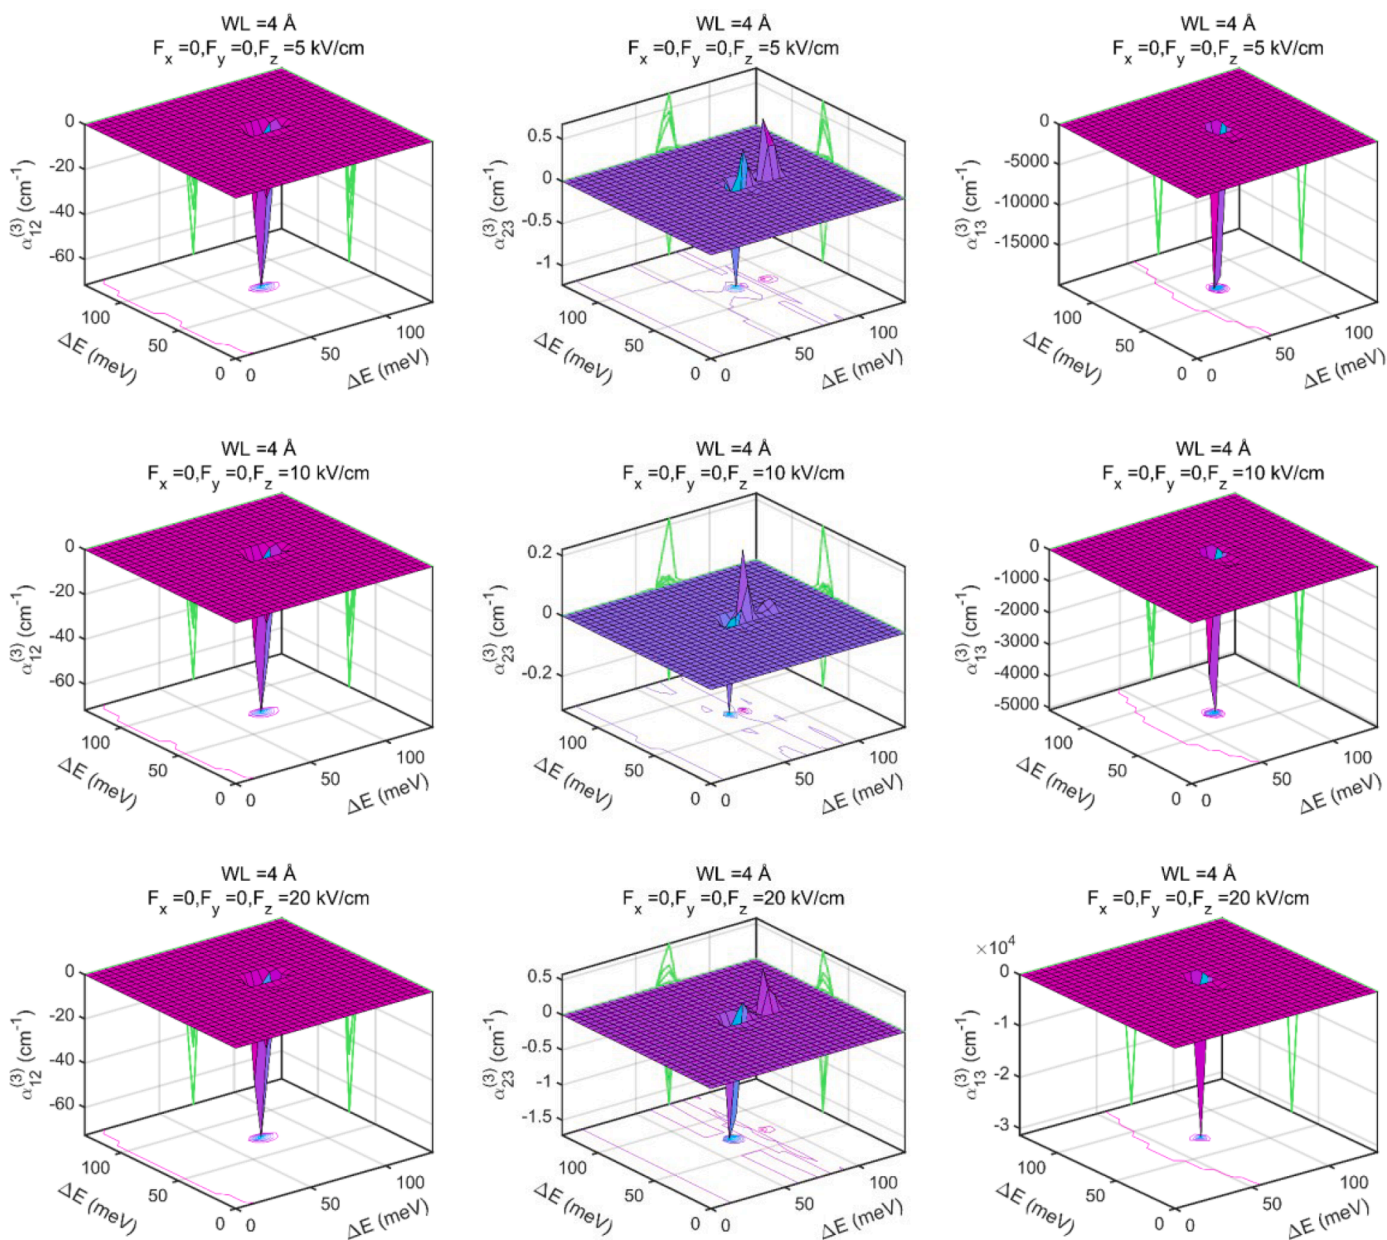 WL =4 Å
F_x =0,F_y =0,F_z =5 kV/cm
0
-20
-40
-60
α_12^(3) (cm^-1)
100
50
0
ΔE (meV)
0
50
100
ΔE (meV)
WL =4 Å
F_x =0,F_y =0,F_z =5 kV/cm
0.5
0
-0.5
-1
α_23^(3) (cm^-1)
100
50
0
ΔE (meV)
0
50
100
ΔE (meV)
WL =4 Å
F_x =0,F_y =0,F_z =5 kV/cm
0
-5000
-10000
-15000
α_13^(3) (cm^-1)
100
50
0
ΔE (meV)
0
50
100
ΔE (meV)
WL =4 Å
F_x =0,F_y =0,F_z =10 kV/cm
0
-20
-40
-60
α_12^(3) (cm^-1)
100
50
0
ΔE (meV)
0
50
100
ΔE (meV)
WL =4 Å
F_x =0,F_y =0,F_z =10 kV/cm
0.2
0
-0.2
α_23^(3) (cm^-1)
100
50
0
ΔE (meV)
0
50
100
ΔE (meV)
WL =4 Å
F_x =0,F_y =0,F_z =10 kV/cm
0
-1000
-2000
-3000
-4000
-5000
α_13^(3) (cm^-1)
100
50
0
ΔE (meV)
0
50
100
ΔE (meV)
WL =4 Å
F_x =0,F_y =0,F_z =20 kV/cm
0
-20
-40
-60
α_12^(3) (cm^-1)
100
50
0
ΔE (meV)
0
50
100
ΔE (meV)
WL =4 Å
F_x =0,F_y =0,F_z =20 kV/cm
0.5
0
-0.5
-1
-1.5
α_23^(3) (cm^-1)
100
50
0
ΔE (meV)
0
50
100
ΔE (meV)
WL =4 Å
F_x =0,F_y =0,F_z =20 kV/cm
×10^4
0
-1
-2
-3
α_13^(3) (cm^-1)
100
50
0
ΔE (meV)
0
50
100
ΔE (meV)